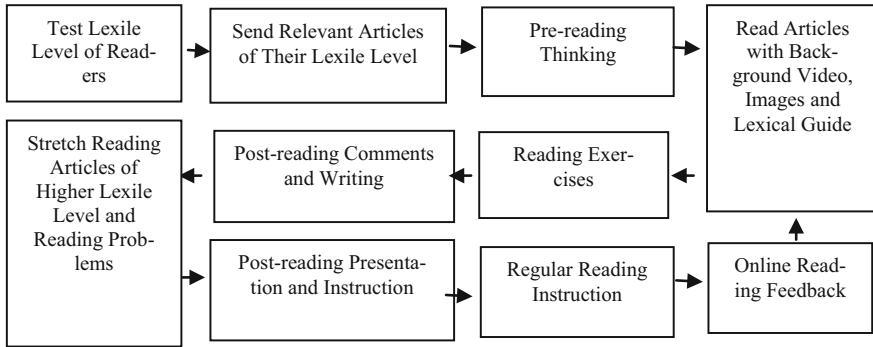 Test Lexile
Level of Read-
ers
Send Relevant Articles
of Their Lexile Level
Pre-reading
Thinking
Read Articles
with Back-
ground Video,
Images and
Lexical Guide
Stretch Reading
Articles of
Higher Lexile
Level and
Reading Prob-
lems
Post-reading Comments
and Writing
Reading Exer-
cises
Post-reading Presenta-
tion and Instruction
Regular Reading
Instruction
Online Read-
ing Feedback